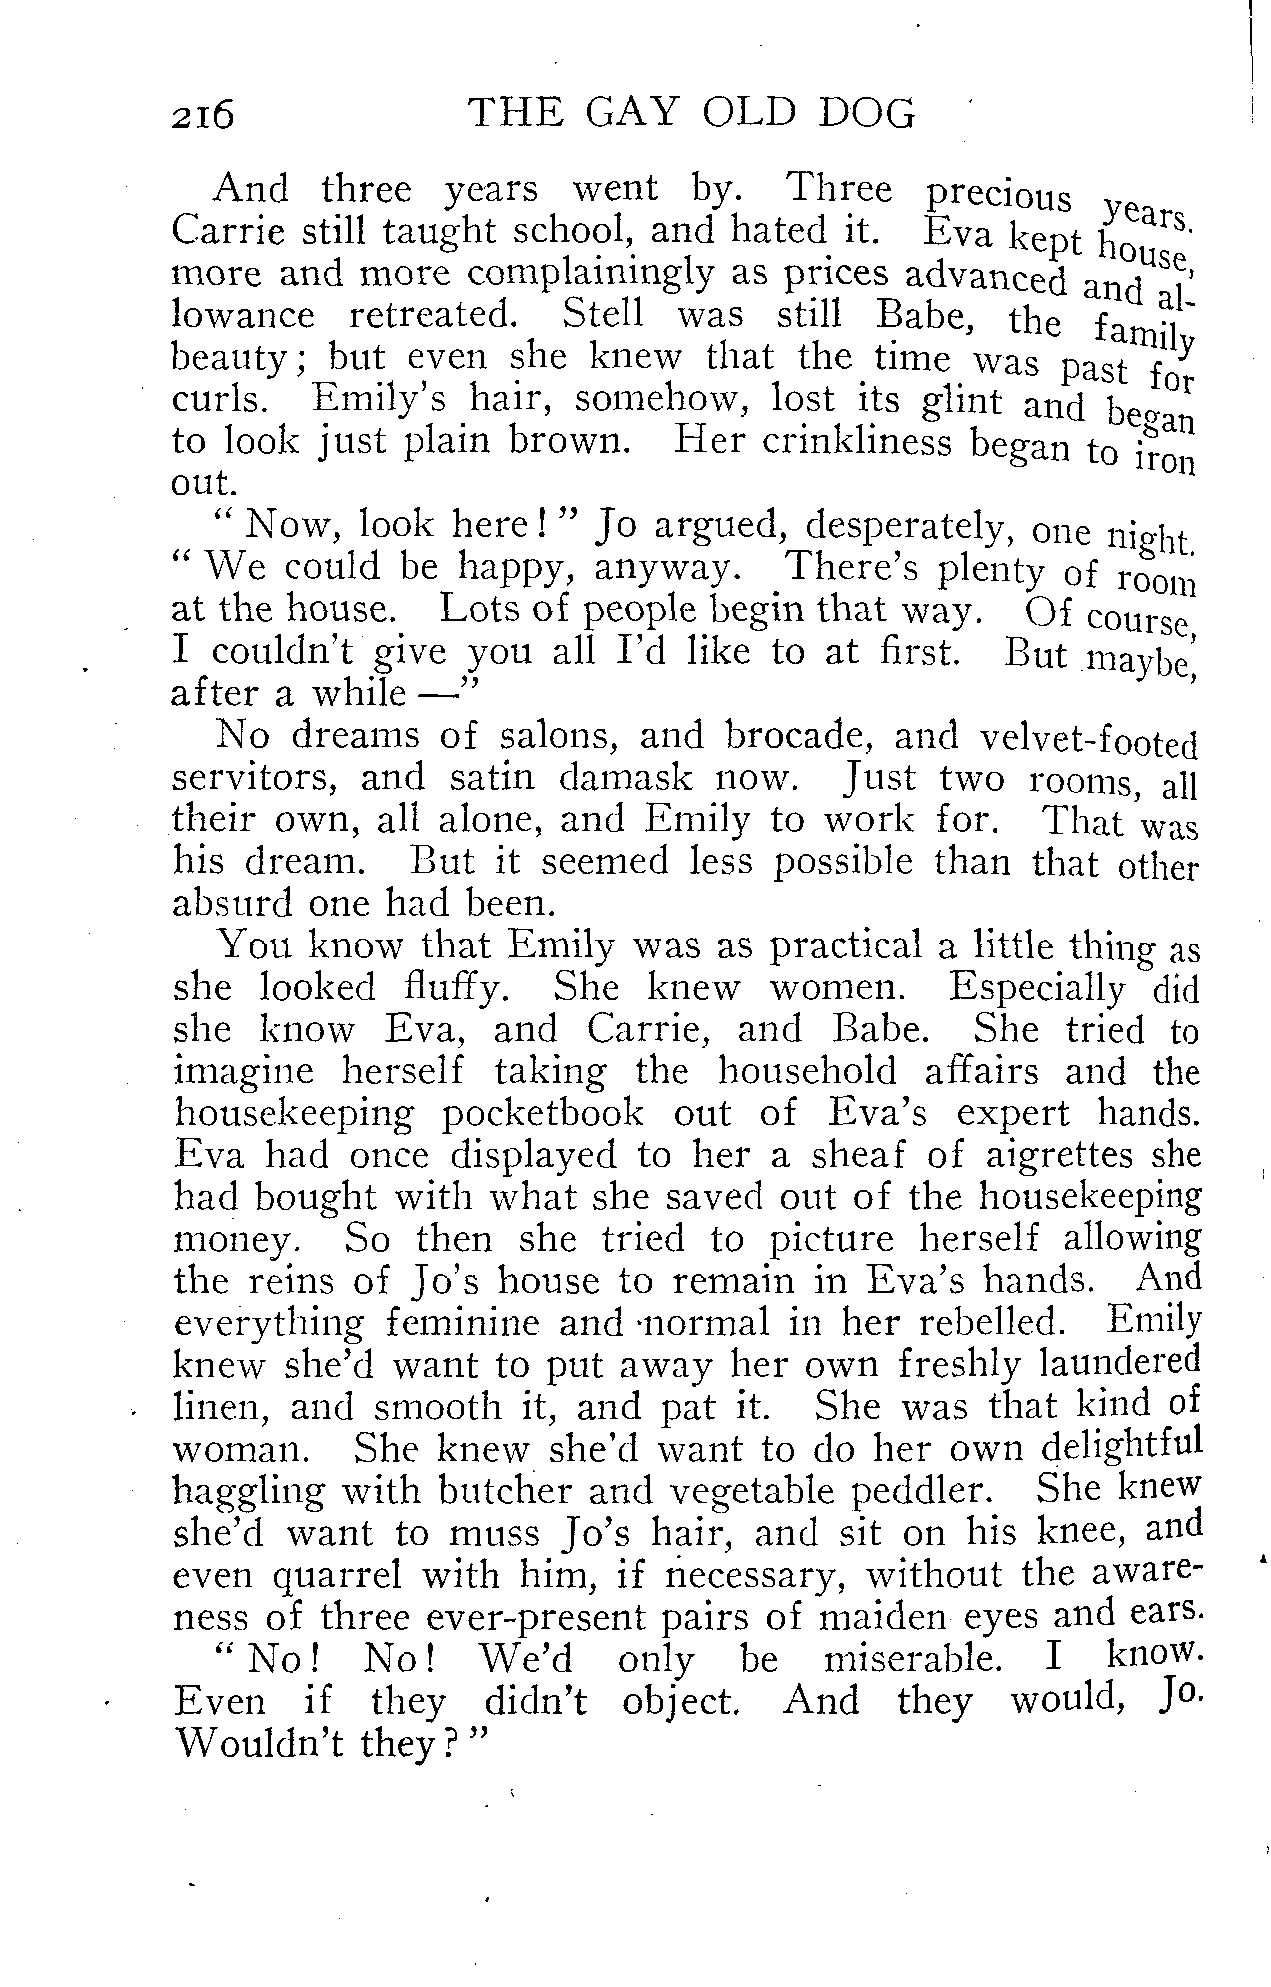 216 THE GAY OLD DOG
And three years went by. Three precious years.
Carrie still taught school, and hated it. Eva kept house,
more and more complainingly as prices advanced and al-
lowance retreated. Stell was still Babe, the family
beauty; but even she knew that the time was past for
curls. Emily's hair, somehow, lost its glint and began
to look just plain brown. Her crinkliness began to iron
out.
"Now, look here!" Jo argued, desperately, one night.
"We could be happy, anyway. There's plenty of room
at the house. Lots of people begin that way. Of course,
I couldn't give you all I'd like to at first. But maybe,
after a while —"
No dreams of salons, and brocade, and velvet-footed
servitors, and satin damask now. Just two rooms, all
their own, all alone, and Emily to work for. That was
his dream. But it seemed less possible than that other
absurd one had been.
You know that Emily was as practical a little thing as
she looked fluffy. She knew women. Especially did
she know Eva, and Carrie, and Babe. She tried to
imagine herself taking the household affairs and the
housekeeping pocketbook out of Eva's expert hands.
Eva had once displayed to her a sheaf of aigrettes she
had bought with what she saved out of the housekeeping
money. So then she tried to picture herself allowing
the reins of Jo's house to remain in Eva's hands. And
everything feminine and normal in her rebelled. Emily
knew she'd want to put away her own freshly laundered
linen, and smooth it, and pat it. She was that kind of
woman. She knew she'd want to do her own delightful
haggling with butcher and vegetable peddler. She knew
she'd want to muss Jo's hair, and sit on his knee, and
even quarrel with him, if necessary, without the aware-
ness of three ever-present pairs of maiden eyes and ears.
"No! No! We'd only be miserable. I know.
Even if they didn't object. And they would, Jo.
Wouldn't they?"